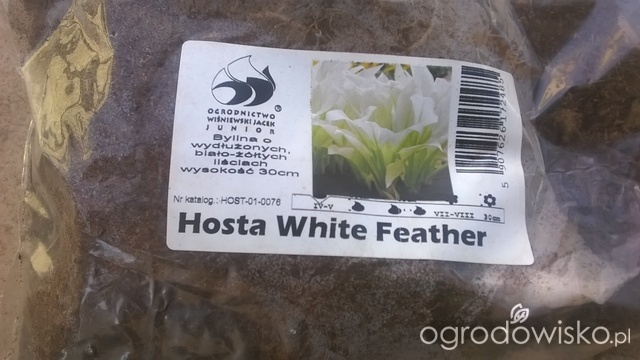 OGRODNICTWO
WIŚNIEWSKI JACEK
JUNIOR
®
Bylina o
wydłużonych,
biało-żółtych
liściach
wysokość 30cm
Nr katalog.: HOST-01-0076
IV-V
VII-VIII
30cm
Hosta White Feather
ogrodowisko.pl